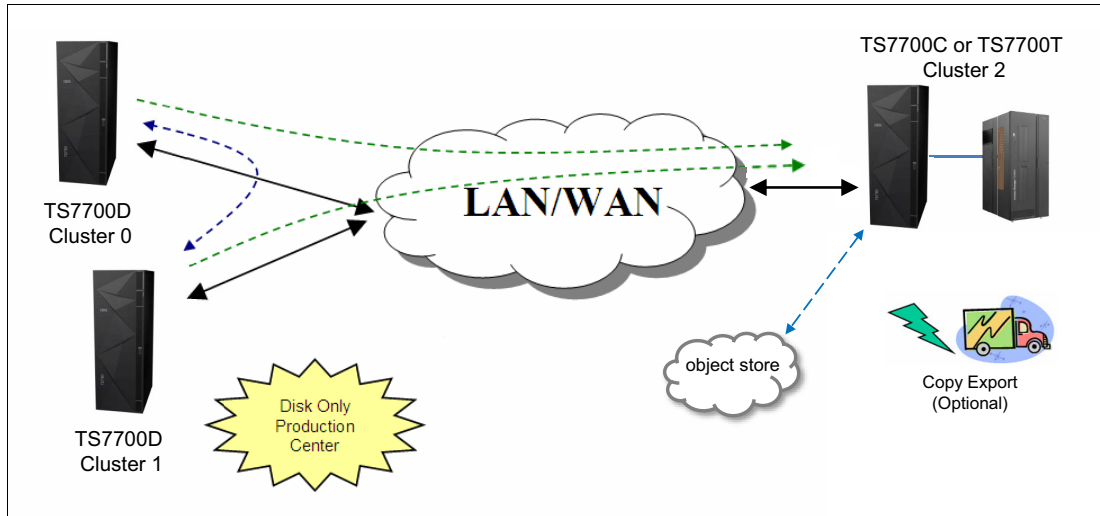 TS7700D
Cluster 0
TS7700D
Cluster 1
Disk Only
Production
Center
LAN/WAN
TS7700C or TS7700T
Cluster 2
object store
Copy Export
(Optional)